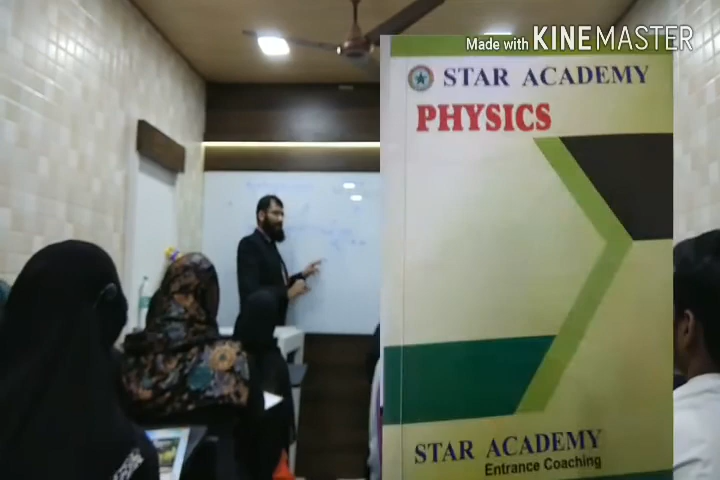 Made with KINEMASTER
STAR ACADEMY
PHYSICS
STAR ACADEMY
Entrance Coaching